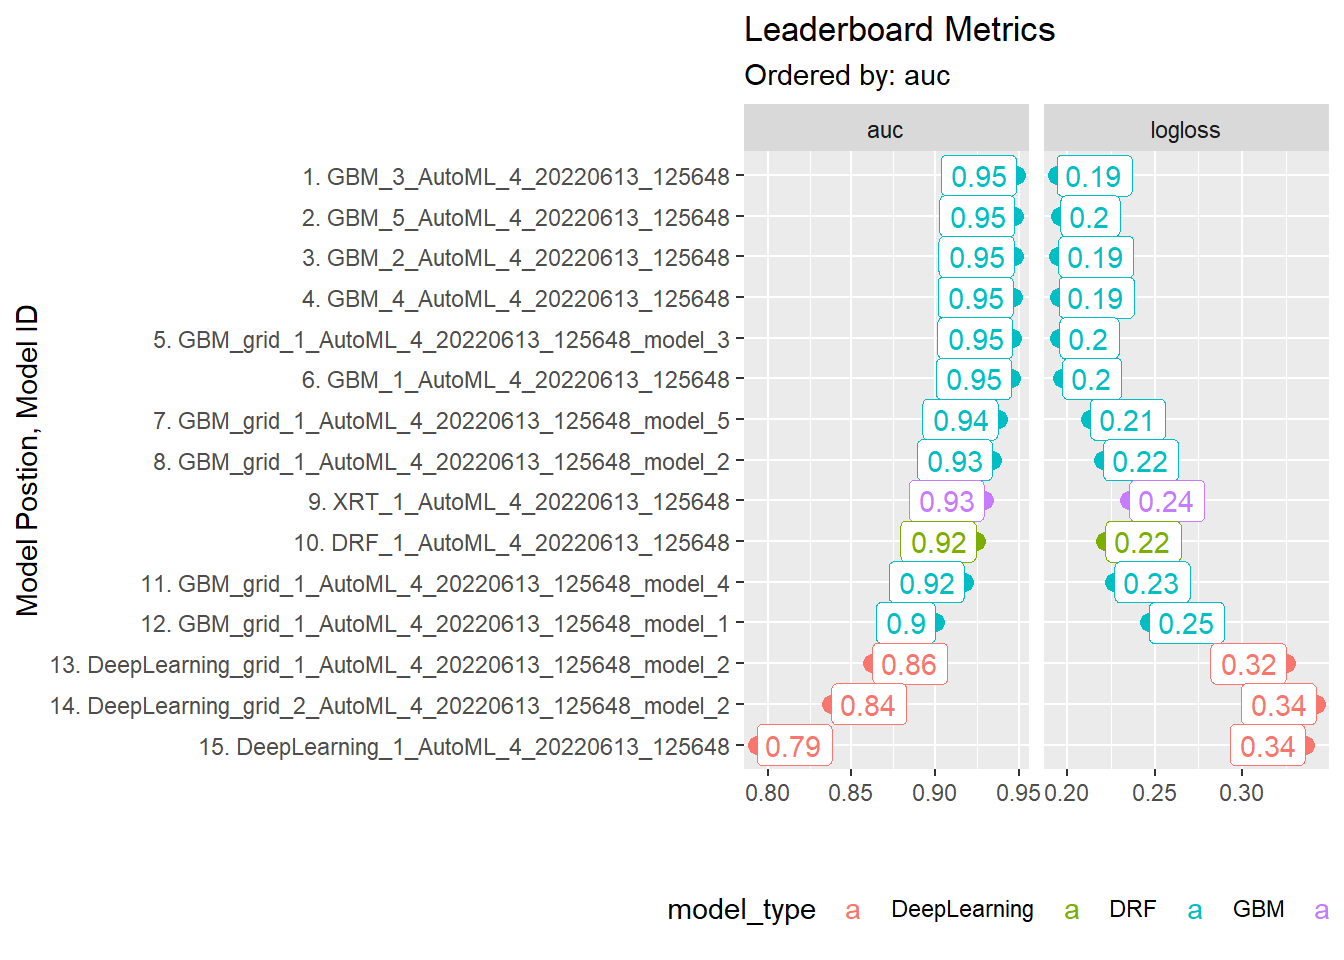 Leaderboard Metrics
Ordered by: auc
auc logloss
Model Postion, Model ID
1. GBM_3_AutoML_4_20220613_125648 0.95 0.19
2. GBM_5_AutoML_4_20220613_125648 0.95 0.2
3. GBM_2_AutoML_4_20220613_125648 0.95 0.19
4. GBM_4_AutoML_4_20220613_125648 0.95 0.19
5. GBM_grid_1_AutoML_4_20220613_125648_model_3 0.95 0.2
6. GBM_1_AutoML_4_20220613_125648 0.95 0.2
7. GBM_grid_1_AutoML_4_20220613_125648_model_5 0.94 0.21
8. GBM_grid_1_AutoML_4_20220613_125648_model_2 0.93 0.22
9. XRT_1_AutoML_4_20220613_125648 0.93 0.24
10. DRF_1_AutoML_4_20220613_125648 0.92 0.22
11. GBM_grid_1_AutoML_4_20220613_125648_model_4 0.92 0.23
12. GBM_grid_1_AutoML_4_20220613_125648_model_1 0.9 0.25
13. DeepLearning_grid_1_AutoML_4_20220613_125648_model_2 0.86 0.32
14. DeepLearning_grid_2_AutoML_4_20220613_125648_model_2 0.84 0.34
15. DeepLearning_1_AutoML_4_20220613_125648 0.79 0.34
0.80 0.85 0.90 0.95 0.20 0.25 0.30
model_type a DeepLearning a DRF a GBM a